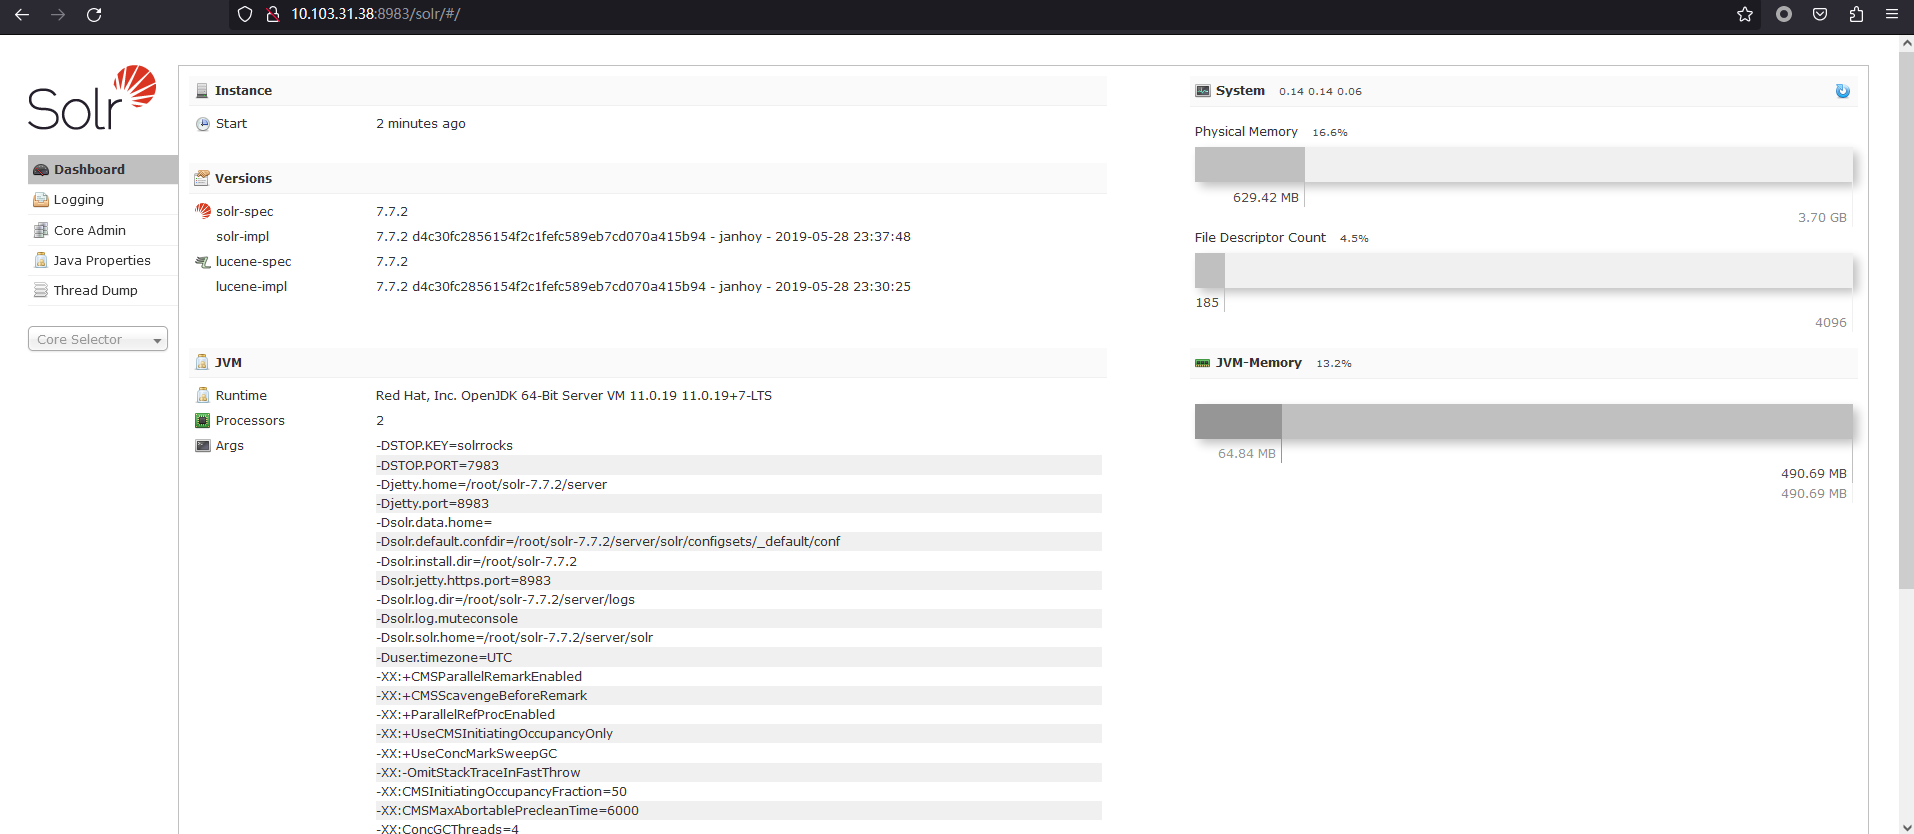 10.103.31.38:8983/solr/#/
Solr
Dashboard
Logging
Core Admin
Java Properties
Thread Dump
Core Selector
Instance
Start 2 minutes ago
Versions
solr-spec 7.7.2
solr-impl 7.7.2 d4c30fc2856154f2c1fefc589eb7cd070a415b94 - janhoy - 2019-05-28 23:37:48
lucene-spec 7.7.2
lucene-impl 7.7.2 d4c30fc2856154f2c1fefc589eb7cd070a415b94 - janhoy - 2019-05-28 23:30:25
JVM
Runtime Red Hat, Inc. OpenJDK 64-Bit Server VM 11.0.19 11.0.19+7-LTS
Processors 2
Args -DSTOP.KEY=solrrocks
-DSTOP.PORT=7983
-Djetty.home=/root/solr-7.7.2/server
-Djetty.port=8983
-Dsolr.data.home=
-Dsolr.default.confdir=/root/solr-7.7.2/server/solr/configsets/_default/conf
-Dsolr.install.dir=/root/solr-7.7.2
-Dsolr.jetty.https.port=8983
-Dsolr.log.dir=/root/solr-7.7.2/server/logs
-Dsolr.log.muteconsole
-Dsolr.solr.home=/root/solr-7.7.2/server/solr
-Duser.timezone=UTC
-XX:+CMSParallelRemarkEnabled
-XX:+CMSScavengeBeforeRemark
-XX:+ParallelRefProcEnabled
-XX:+UseCMSInitiatingOccupancyOnly
-XX:+UseConcMarkSweepGC
-XX:-OmitStackTraceInFastThrow
-XX:CMSInitiatingOccupancyFraction=50
-XX:CMSMaxAbortablePrecleanTime=6000
-XX:ConcGCThreads=4
System 0.14 0.14 0.06
Physical Memory 16.6%
629.42 MB
3.70 GB
File Descriptor Count 4.5%
185
4096
JVM-Memory 13.2%
64.84 MB
490.69 MB
490.69 MB